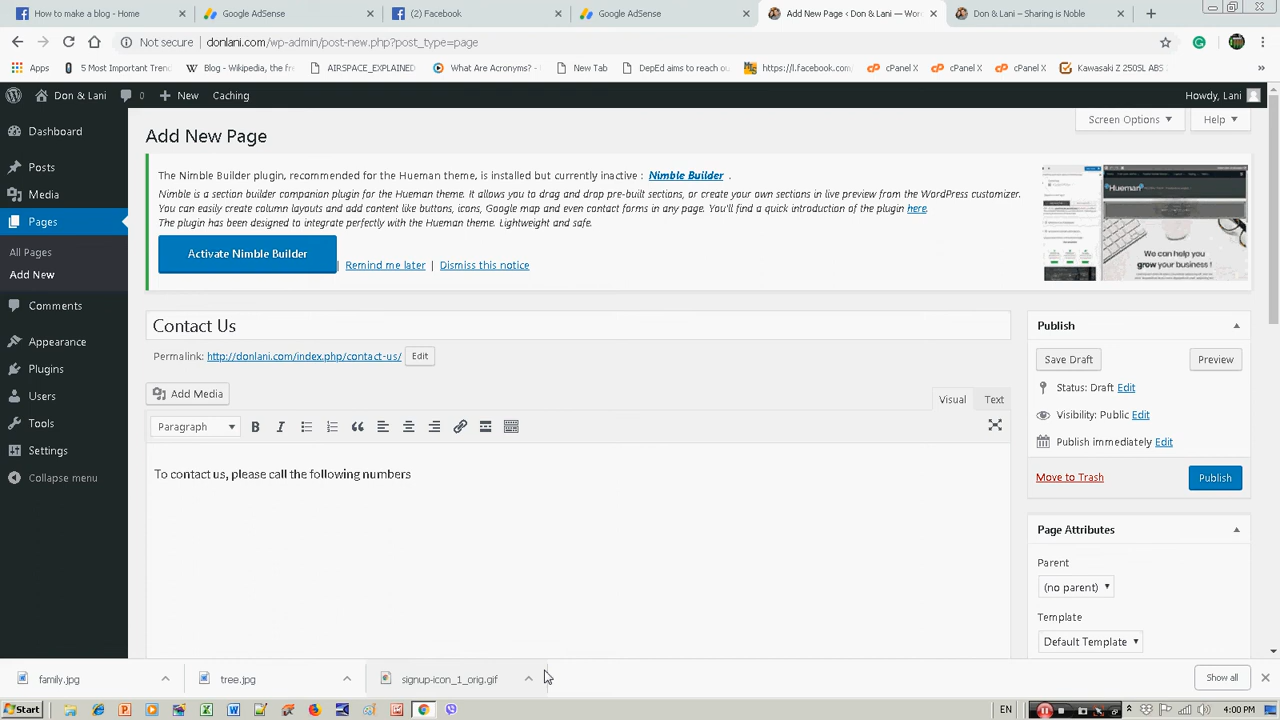 How to make a blog - Home
Google AdSense
(2) Facebook
Google AdSense
Add New Page ‹ Don & Lani — Wor
Don & Lani – Sharing is Noble
Not secure
donlani.com/wp-admin/post-new.php?post_type=page
Apps
5 Most Important Tren
Blog - Wikipedia, the fre
AIRSPACE_EXPLAINED
What Are Acronyms? -
New Tab
DepEd aims to reach ou
https://l.facebook.com
cPanel X
cPanel X
cPanel X
Kawasaki Z 250SL ABS
»
Don & Lani
0
New
Caching
Howdy, Lani
Dashboard
Posts
Media
Pages
All Pages
Add New
Comments
Appearance
Plugins
Users
Tools
Settings
Collapse menu
Screen Options
Help
Add New Page
The Nimble Builder plugin, recommended for the Hueman theme, is installed but currently inactive : Nimble Builder .
Nimble is a section builder companion plugins for the Hueman theme. It allows you to drag and drop pre-built sections, or create your own sections in live preview from the WordPress customizer.
You can easily create column layouts and add content like buttons, icons, Google map and even contact forms in any page. You'll find a quick introduction of the plugin here.
The plugin has been designed to integrate perfectly with the Hueman theme. Lightweight and safe.
Activate Nimble Builder
| Remind me later | Dismiss this notice
Hueman
We can help you
grow your business !
Contact Us
Permalink: http://donlani.com/index.php/contact-us/
Edit
Add Media
Visual
Text
Paragraph
To contact us, please call the following numbers
Publish
Save Draft
Preview
Status: Draft Edit
Visibility: Public Edit
Publish immediately Edit
Move to Trash
Publish
Page Attributes
Parent
(no parent)
Template
Default Template
family.jpg
tree.jpg
signup-icon_1_orig.gif
Show all
Start
EN
4:00 PM